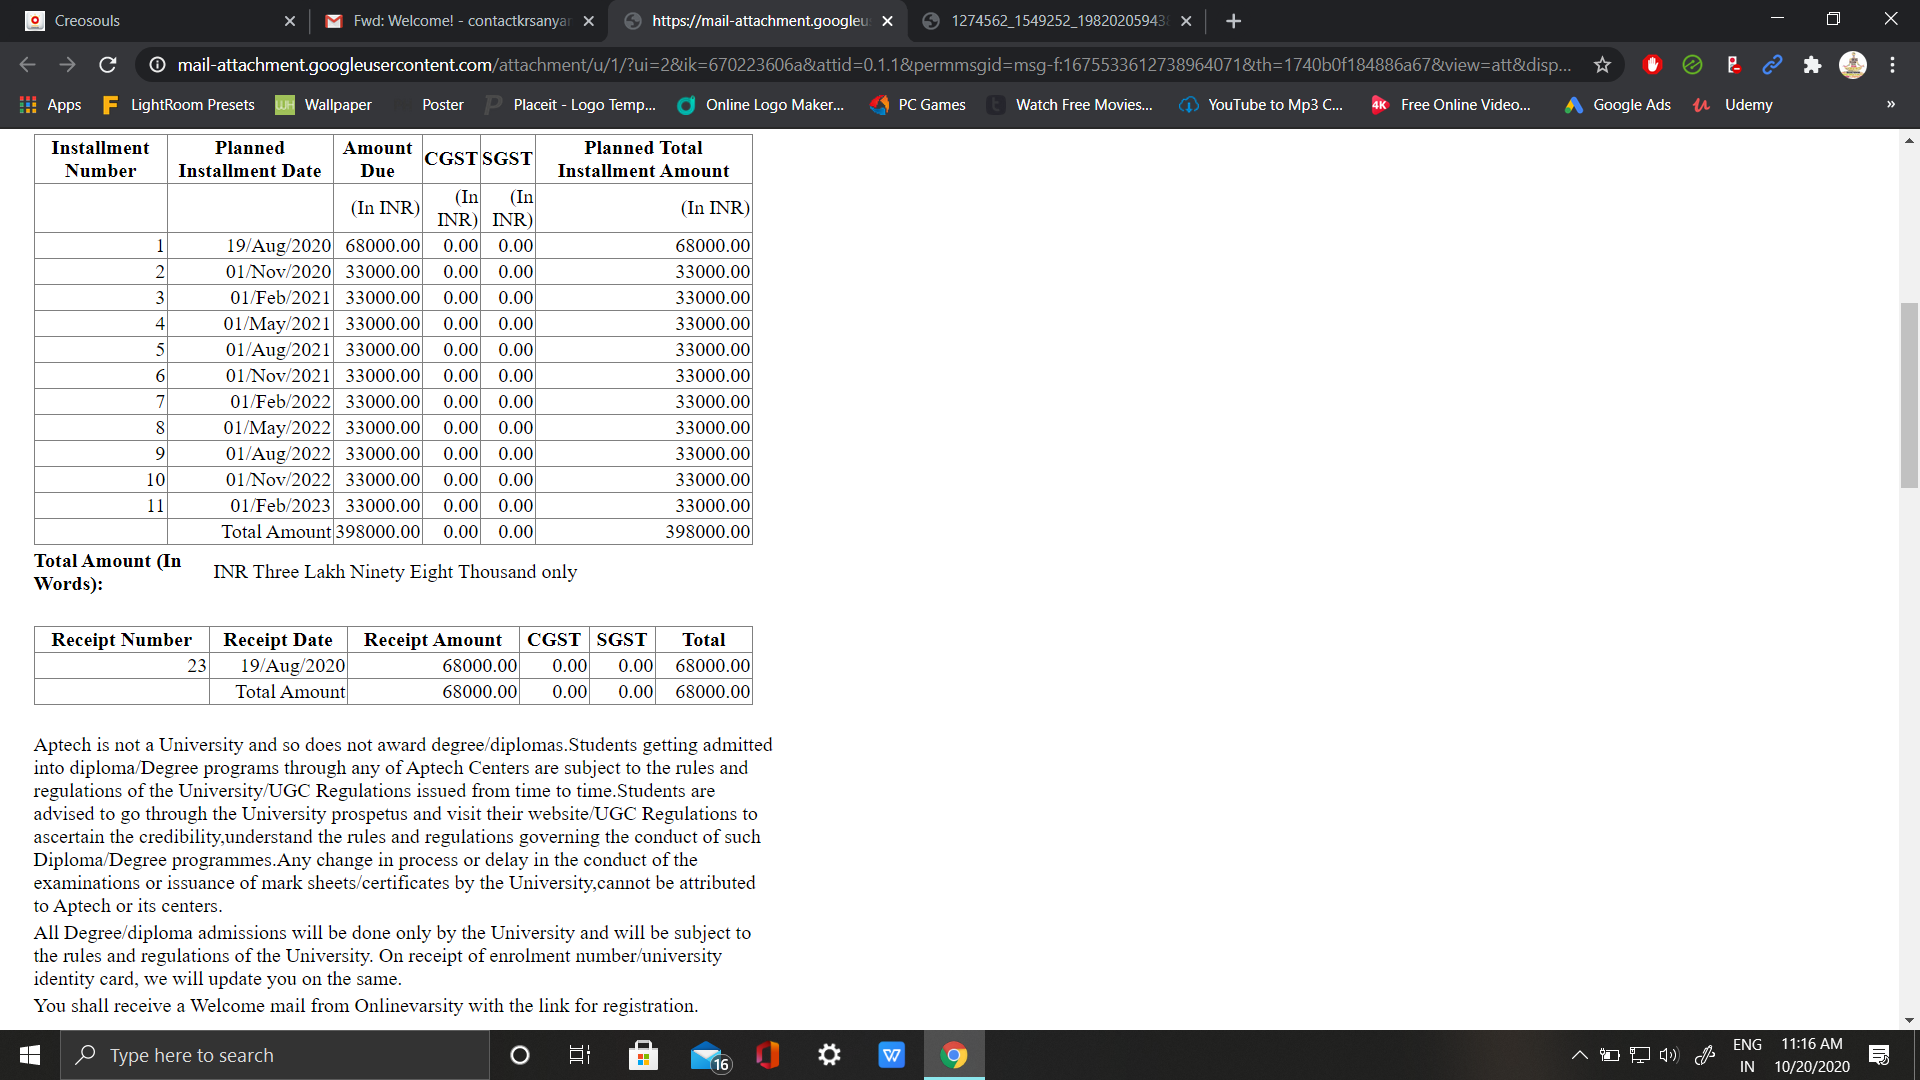 Creosouls
Fwd: Welcome! - contactkrsanyam
https://mail-attachment.googleu
1274562_1549252_198202059438
mail-attachment.googleusercontent.com/attachment/u/1/?ui=2&ik=670223606a&attid=0.1.1&permmsgid=msg-f:1675533612738964071&th=1740b0f184886a67&view=att&disp...
Apps LightRoom Presets Wallpaper Poster Placeit - Logo Temp... Online Logo Maker... PC Games Watch Free Movies... YouTube to Mp3 C... 4K Free Online Video... Google Ads Udemy »
Installment Number Planned Installment Date Amount Due CGST SGST Planned Total Installment Amount
(In INR) (In INR) (In INR) (In INR)
1 19/Aug/2020 68000.00 0.00 0.00 68000.00
2 01/Nov/2020 33000.00 0.00 0.00 33000.00
3 01/Feb/2021 33000.00 0.00 0.00 33000.00
4 01/May/2021 33000.00 0.00 0.00 33000.00
5 01/Aug/2021 33000.00 0.00 0.00 33000.00
6 01/Nov/2021 33000.00 0.00 0.00 33000.00
7 01/Feb/2022 33000.00 0.00 0.00 33000.00
8 01/May/2022 33000.00 0.00 0.00 33000.00
9 01/Aug/2022 33000.00 0.00 0.00 33000.00
10 01/Nov/2022 33000.00 0.00 0.00 33000.00
11 01/Feb/2023 33000.00 0.00 0.00 33000.00
Total Amount 398000.00 0.00 0.00 398000.00
Total Amount (In Words): INR Three Lakh Ninety Eight Thousand only
Receipt Number Receipt Date Receipt Amount CGST SGST Total
23 19/Aug/2020 68000.00 0.00 0.00 68000.00
Total Amount 68000.00 0.00 0.00 68000.00
Aptech is not a University and so does not award degree/diplomas.Students getting admitted
into diploma/Degree programs through any of Aptech Centers are subject to the rules and
regulations of the University/UGC Regulations issued from time to time.Students are
advised to go through the University prospetus and visit their website/UGC Regulations to
ascertain the credibility,understand the rules and regulations governing the conduct of such
Diploma/Degree programmes.Any change in process or delay in the conduct of the
examinations or issuance of mark sheets/certificates by the University,cannot be attributed
to Aptech or its centers.
All Degree/diploma admissions will be done only by the University and will be subject to
the rules and regulations of the University. On receipt of enrolment number/university
identity card, we will update you on the same.
You shall receive a Welcome mail from Onlinevarsity with the link for registration.
Type here to search
16
ENG
IN
11:16 AM
10/20/2020